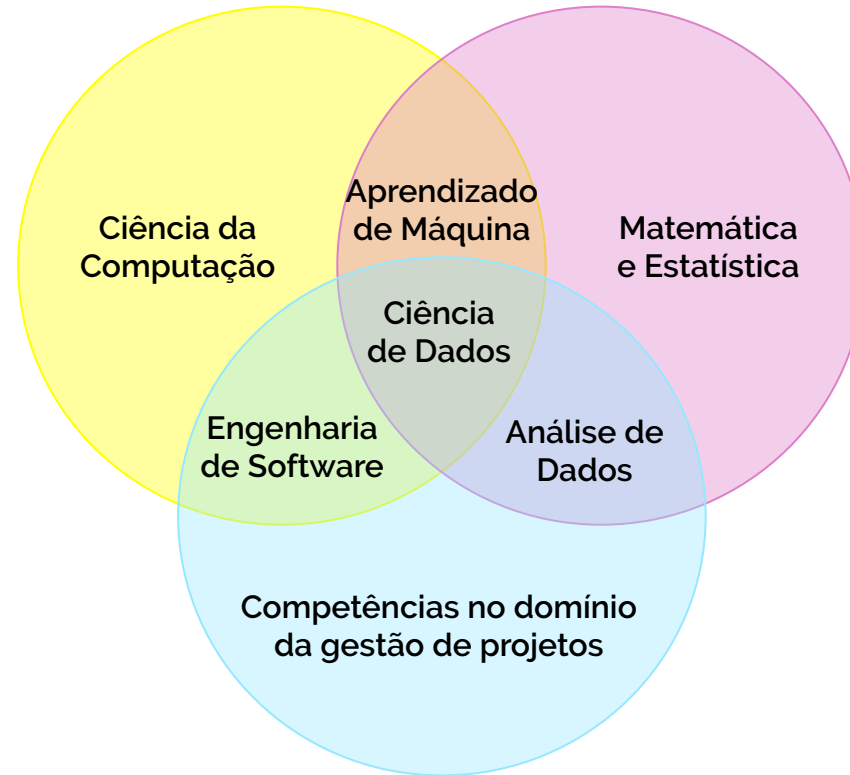 Aprendizado
de Máquina
Ciência da
Computação
Matemática
e Estatística
Ciência
de Dados
Engenharia
de Software
Análise de
Dados
Competências no domínio
da gestão de projetos